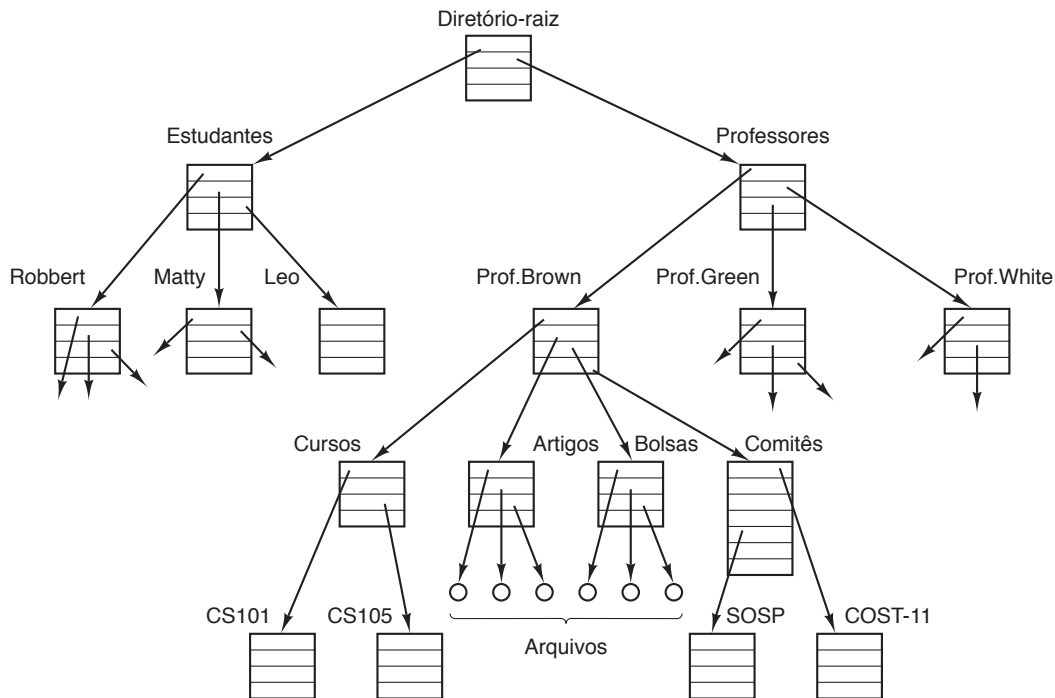 Diretório-raiz
Estudantes
Professores
Robbert
Matty
Leo
Prof.Brown
Prof.Green
Prof.White
Cursos
Artigos
Bolsas
Comitês
CS101
CS105
Arquivos
SOSP
COST-11